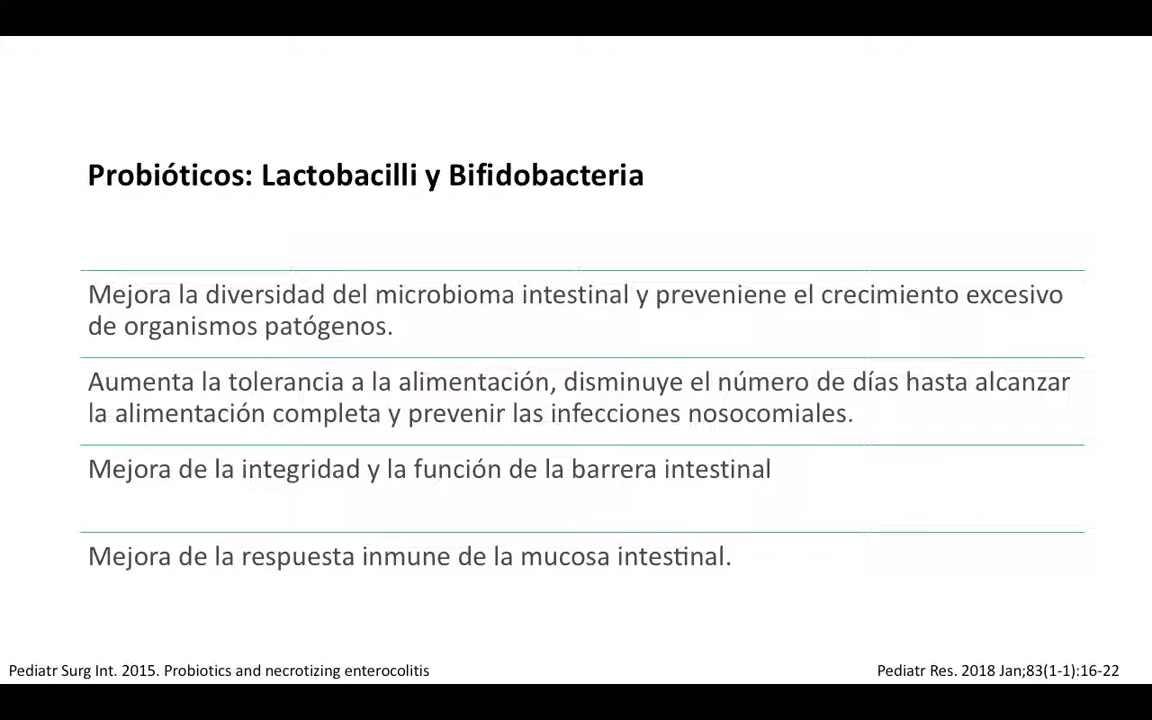 Probióticos: Lactobacilli y Bifidobacteria
Mejora la diversidad del microbioma intestinal y preveniene el crecimiento excesivo
de organismos patógenos.
Aumenta la tolerancia a la alimentación, disminuye el número de días hasta alcanzar
la alimentación completa y prevenir las infecciones nosocomiales.
Mejora de la integridad y la función de la barrera intestinal
Mejora de la respuesta inmune de la mucosa intestinal.
Pediatr Surg Int. 2015. Probiotics and necrotizing enterocolitis
Pediatr Res. 2018 Jan;83(1-1):16-22